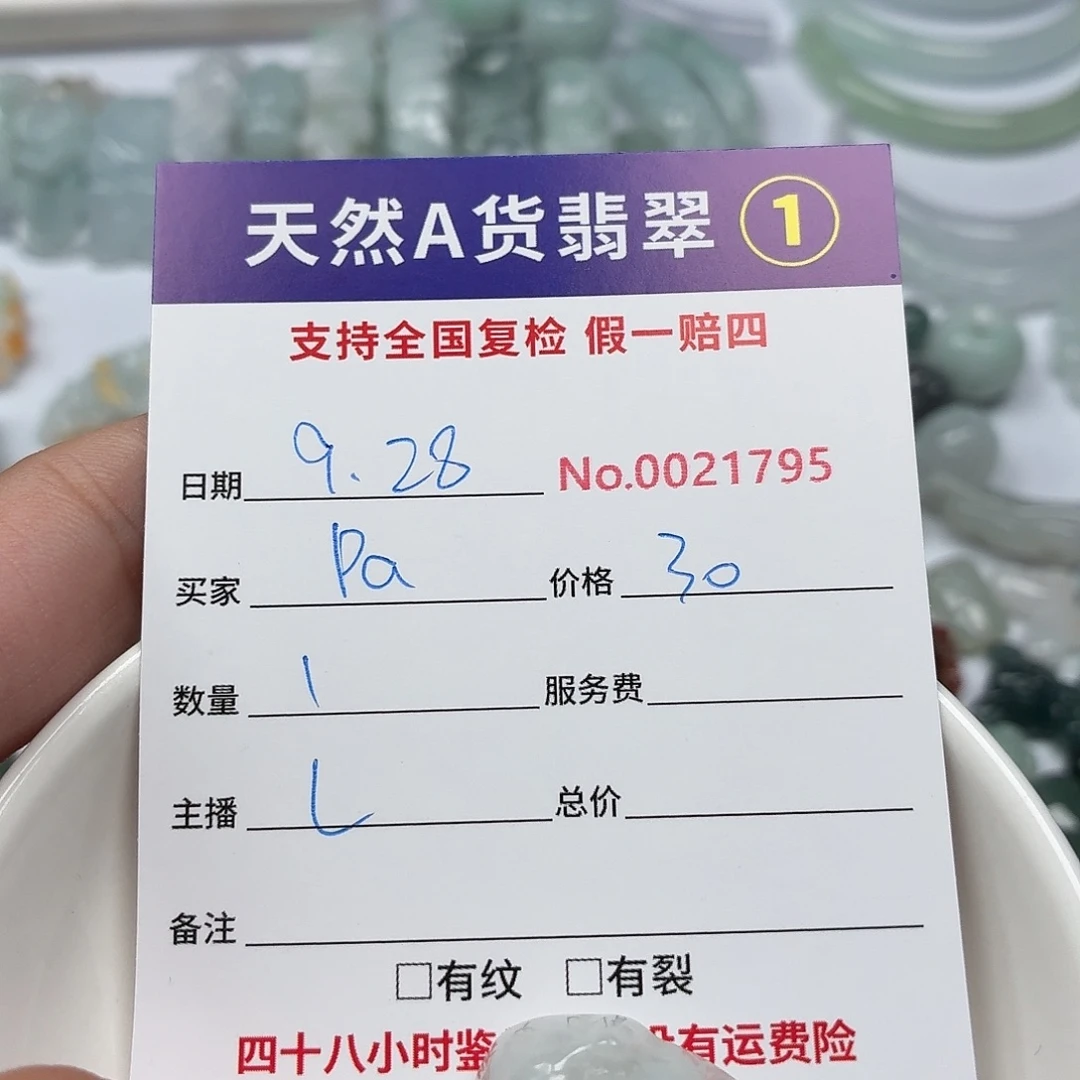 天然A货翡翠 1
支持全国复检 假一赔四
日期 9.28 No.0021795
买家 Pa 价格 30
数量 1 服务费
主播 L 总价
备注
□有纹 □有裂
四十八小时鉴 有运费险